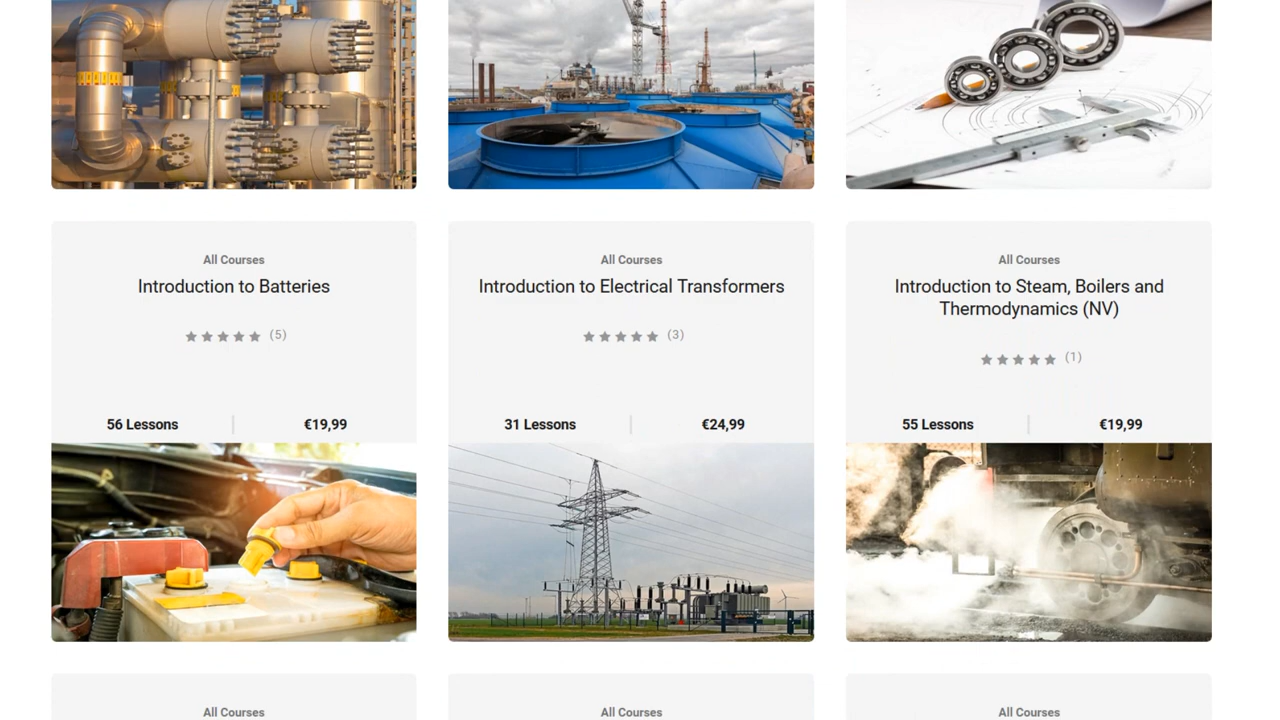 All Courses
Introduction to Batteries
(5)
56 Lessons
€19,99
All Courses
Introduction to Electrical Transformers
(3)
31 Lessons
€24,99
All Courses
Introduction to Steam, Boilers and
Thermodynamics (NV)
(1)
55 Lessons
€19,99
All Courses
All Courses
All Courses